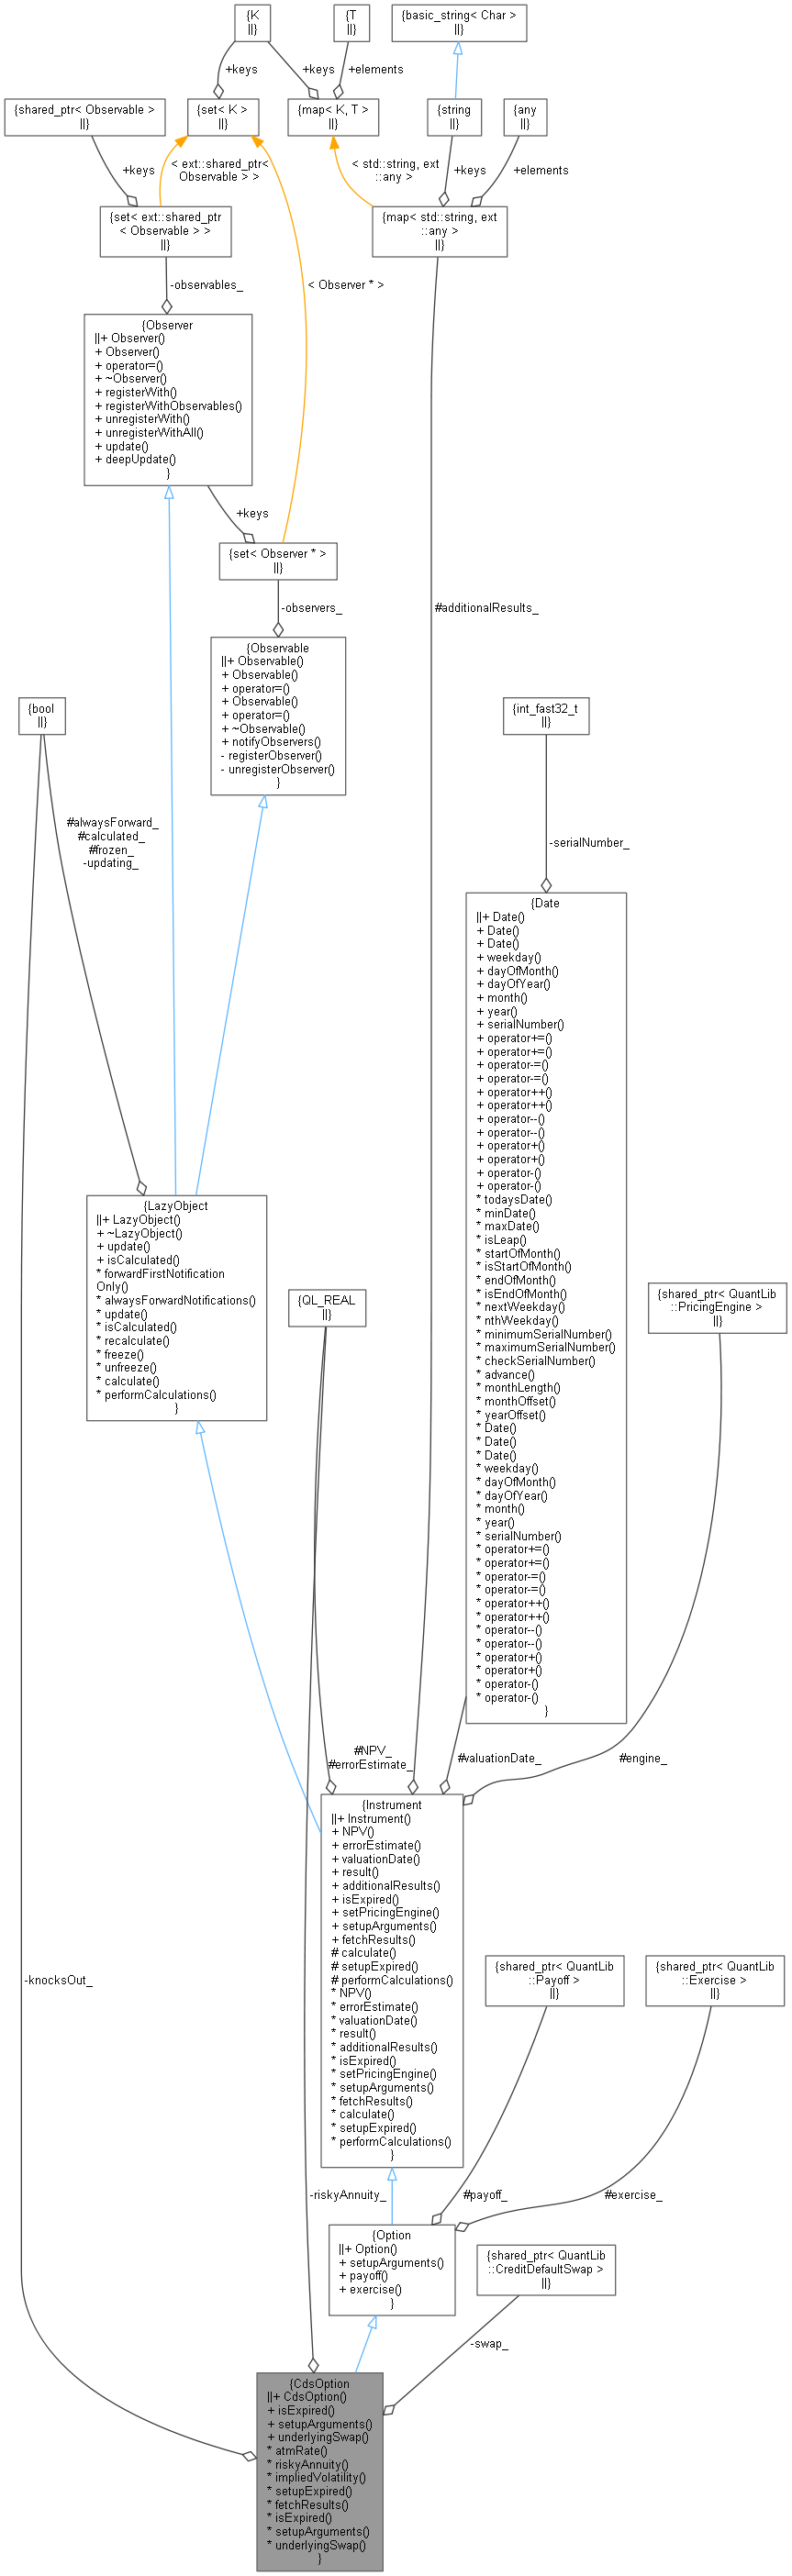 {K
||}
{T
||}
{basic_string< Char >
||}
+keys
+keys
+elements
{shared_ptr< Observable >
||}
{set< K >
||}
{map< K, T >
||}
{string
||}
{any
||}
+keys
< ext::shared_ptr<
Observable > >
< std::string, ext
::any >
+keys
+elements
{set< ext::shared_ptr
< Observable > >
||}
{map< std::string, ext
::any >
||}
-observables_
< Observer * >
{Observer
||+ Observer()
+ Observer()
+ operator=()
+ ~Observer()
+ registerWith()
+ registerWithObservables()
+ unregisterWith()
+ unregisterWithAll()
+ update()
+ deepUpdate()
}
+keys
{set< Observer * >
||}
-observers_
#additionalResults_
{Observable
||+ Observable()
+ Observable()
+ operator=()
+ Observable()
+ operator=()
+ ~Observable()
+ notifyObservers()
- registerObserver()
- unregisterObserver()
}
{bool
||}
{int_fast32_t
||}
#alwaysForward_
#calculated_
#frozen_
-updating_
-serialNumber_
{Date
||+ Date()
+ Date()
+ Date()
+ weekday()
+ dayOfMonth()
+ dayOfYear()
+ month()
+ year()
+ serialNumber()
+ operator+=()
+ operator+=()
+ operator-=()
+ operator-=()
+ operator++()
+ operator++()
+ operator--()
+ operator--()
+ operator+()
+ operator+()
+ operator-()
+ operator-()
* todaysDate()
* minDate()
* maxDate()
* isLeap()
* startOfMonth()
* isStartOfMonth()
* endOfMonth()
* isEndOfMonth()
* nextWeekday()
* nthWeekday()
* minimumSerialNumber()
* maximumSerialNumber()
* checkSerialNumber()
* advance()
* monthLength()
* monthOffset()
* yearOffset()
* Date()
* Date()
* Date()
* weekday()
* dayOfMonth()
* dayOfYear()
* month()
* year()
* serialNumber()
* operator+=()
* operator+=()
* operator-=()
* operator-=()
* operator++()
* operator++()
* operator--()
* operator--()
* operator+()
* operator+()
* operator-()
* operator-()
}
{LazyObject
||+ LazyObject()
+ ~LazyObject()
+ update()
+ isCalculated()
* forwardFirstNotification
Only()
* alwaysForwardNotifications()
* update()
* isCalculated()
* recalculate()
* freeze()
* unfreeze()
* calculate()
* performCalculations()
}
{QL_REAL
||}
{shared_ptr< QuantLib
::PricingEngine >
||}
#NPV_
#errorEstimate_
#valuationDate_
#engine_
{Instrument
||+ Instrument()
+ NPV()
+ errorEstimate()
+ valuationDate()
+ result()
+ additionalResults()
+ isExpired()
+ setPricingEngine()
+ setupArguments()
+ fetchResults()
# calculate()
# setupExpired()
# performCalculations()
* NPV()
* errorEstimate()
* valuationDate()
* result()
* additionalResults()
* isExpired()
* setPricingEngine()
* setupArguments()
* fetchResults()
* calculate()
* setupExpired()
* performCalculations()
}
-knocksOut_
{shared_ptr< QuantLib
::Payoff >
||}
{shared_ptr< QuantLib
::Exercise >
||}
-riskyAnnuity_
#payoff_
#exercise_
{Option
||+ Option()
+ setupArguments()
+ payoff()
+ exercise()
}
{shared_ptr< QuantLib
::CreditDefaultSwap >
||}
-swap_
{CdsOption
||+ CdsOption()
+ isExpired()
+ setupArguments()
+ underlyingSwap()
* atmRate()
* riskyAnnuity()
* impliedVolatility()
* setupExpired()
* fetchResults()
* isExpired()
* setupArguments()
* underlyingSwap()
}